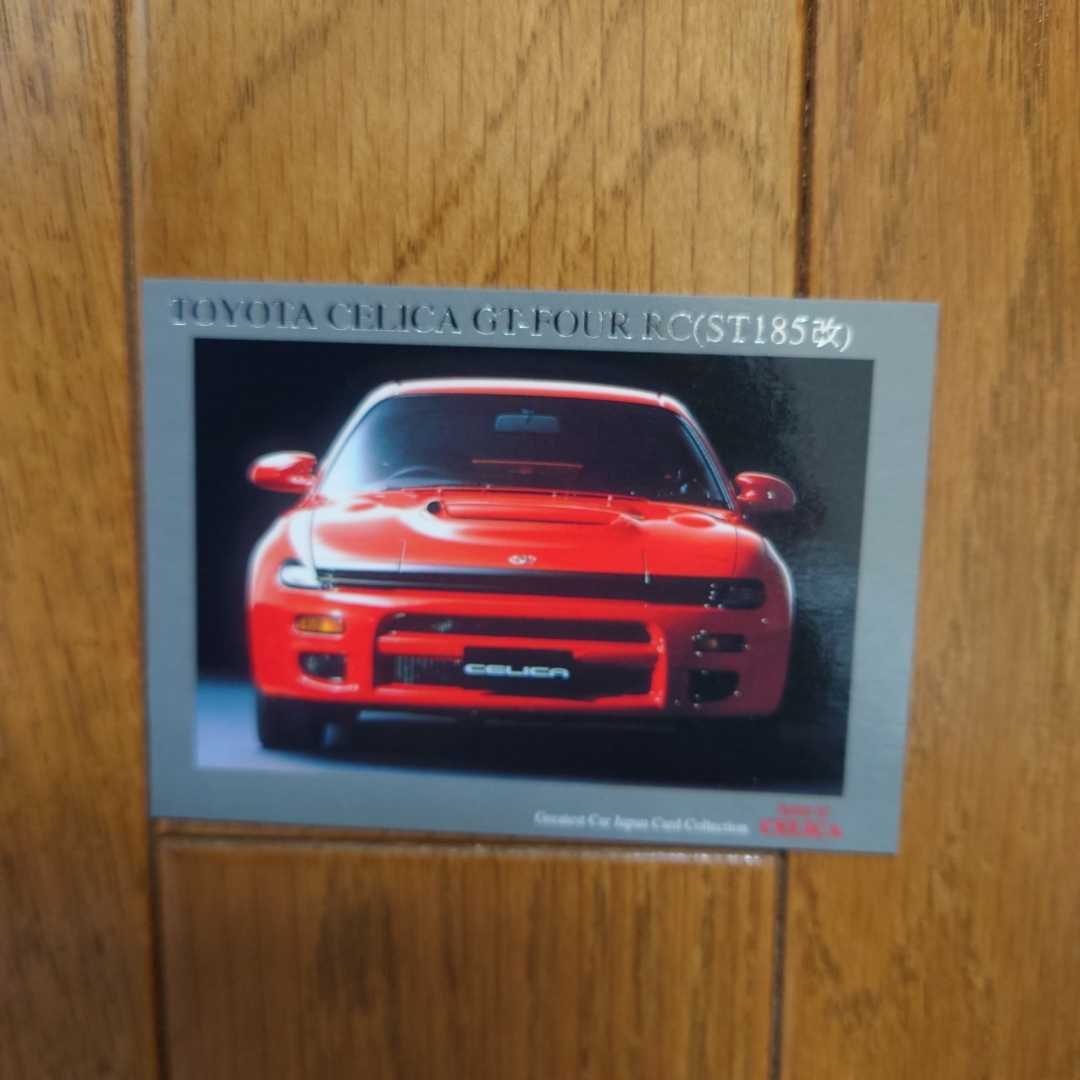 TOYOTA CELICA GT-FOUR RC(ST185改)
CELICA
Greatest Car Japan Card Collection
CELICA